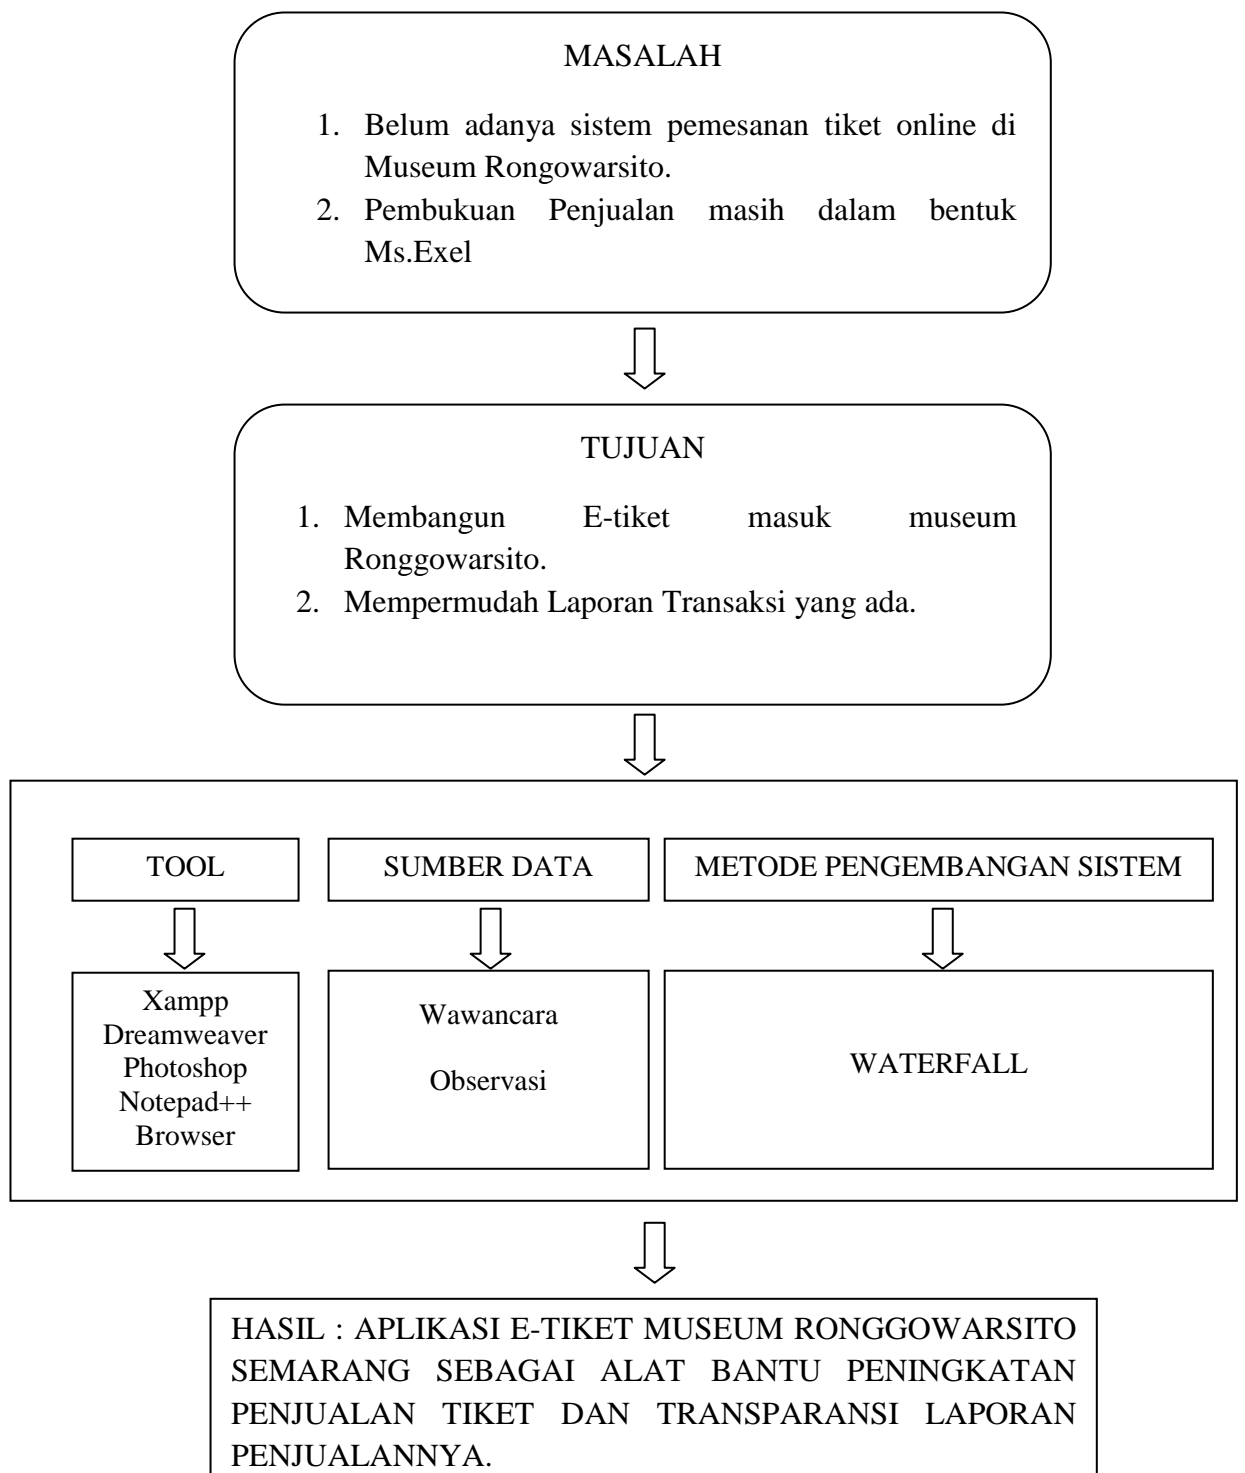 MASALAH
1. Belum adanya sistem pemesanan tiket online di
Museum Rongowarsito.
2. Pembukuan Penjualan masih dalam bentuk
Ms.Exel
TUJUAN
1. Membangun E-tiket masuk museum
Ronggowarsito.
2. Mempermudah Laporan Transaksi yang ada.
TOOL
Xampp
Dreamweaver
Photoshop
Notepad++
Browser
SUMBER DATA
Wawancara
Observasi
METODE PENGEMBANGAN SISTEM
WATERFALL
HASIL : APLIKASI E-TIKET MUSEUM RONGGOWARSITO
SEMARANG SEBAGAI ALAT BANTU PENINGKATAN
PENJUALAN TIKET DAN TRANSPARANSI LAPORAN
PENJUALANNYA.